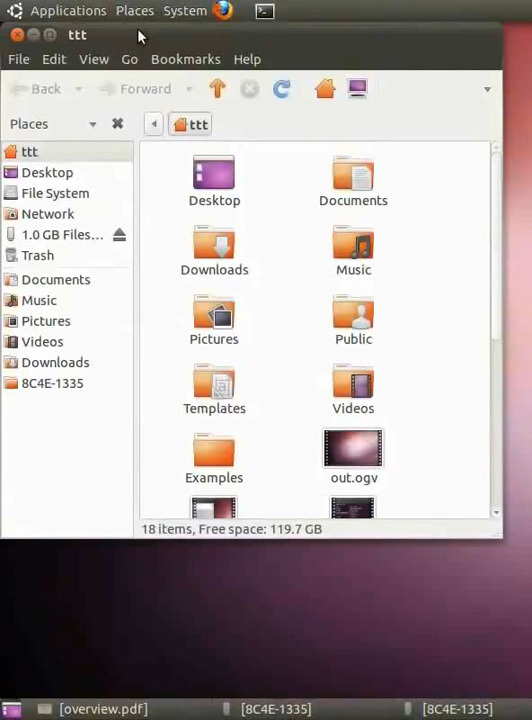 Applications Places System
ttt
File Edit View Go Bookmarks Help
Back Forward
Places
ttt
ttt
Desktop
File System
Network
1.0 GB Files...
Trash
Documents
Music
Pictures
Videos
Downloads
8C4E-1335
Desktop Documents
Downloads Music
Pictures Public
Templates Videos
Examples out.ogv
18 items, Free space: 119.7 GB
[overview.pdf] [8C4E-1335] [8C4E-1335]